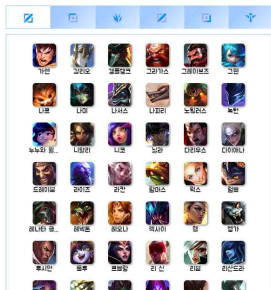 가렌 갈리오 갱플랭크 그라가스 그레이브즈 그웬
나르 나미 나서스 나피리 노틸러스 녹턴
누누와 윌... 니달리 니코 닐라 다리우스 다이애나
드레이븐 라이즈 라칸 람머스 럭스 럼블
레나타 글... 레넥톤 레오나 렉사이 렐 렝가
루시안 룰루 르블랑 리 신 리븐 리산드라